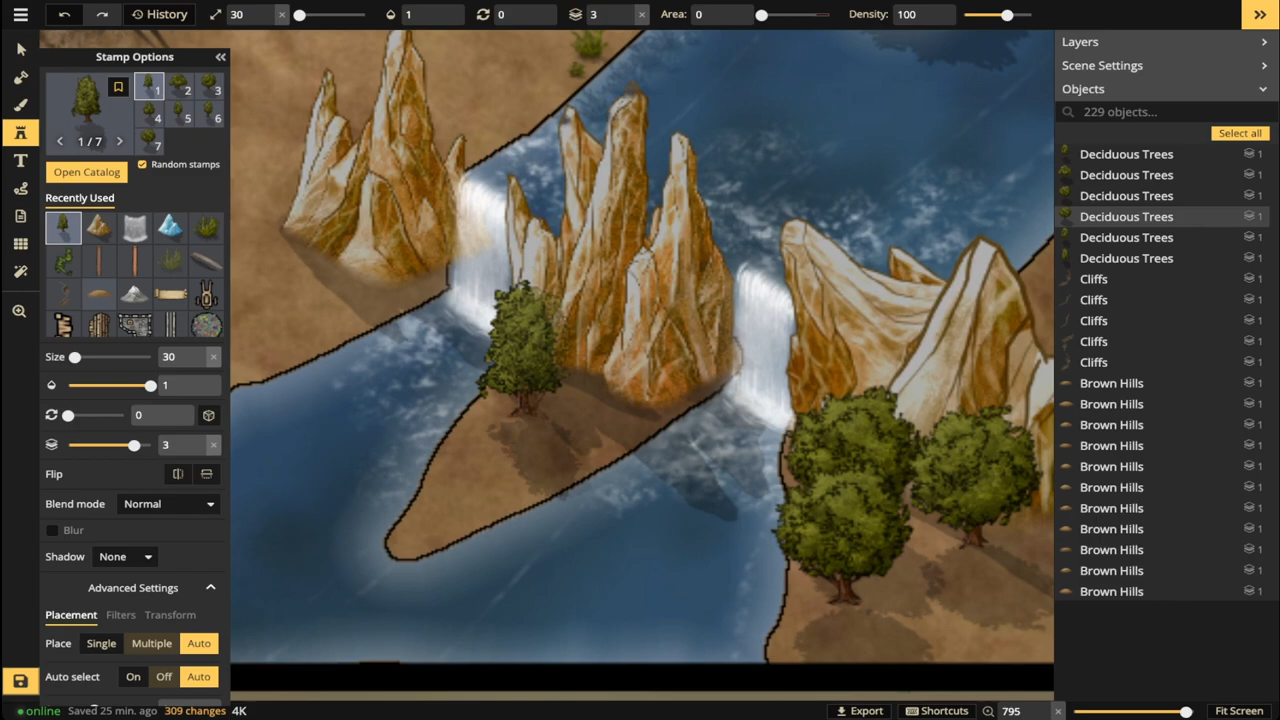 History 30 × 1 0 3 × Area: 0 Density: 100
Stamp Options
1 2 3
4 5 6
1/7 7
Random stamps
Open Catalog
Recently Used
Size 30 ×
1
0
3 ×
Flip
Blend mode Normal
Blur
Shadow None
Advanced Settings
Placement Filters Transform
Place Single Multiple Auto
Auto select On Off Auto
online Saved 25 min. ago 309 changes 4K
Layers
Scene Settings
Objects
229 objects...
Select all
Deciduous Trees 1
Deciduous Trees 1
Deciduous Trees 1
Deciduous Trees 1
Deciduous Trees 1
Deciduous Trees 1
Cliffs 1
Cliffs 1
Cliffs 1
Cliffs 1
Cliffs 1
Brown Hills 1
Brown Hills 1
Brown Hills 1
Brown Hills 1
Brown Hills 1
Brown Hills 1
Brown Hills 1
Brown Hills 1
Brown Hills 1
Brown Hills 1
Brown Hills 1
Export Shortcuts 795 × Fit Screen